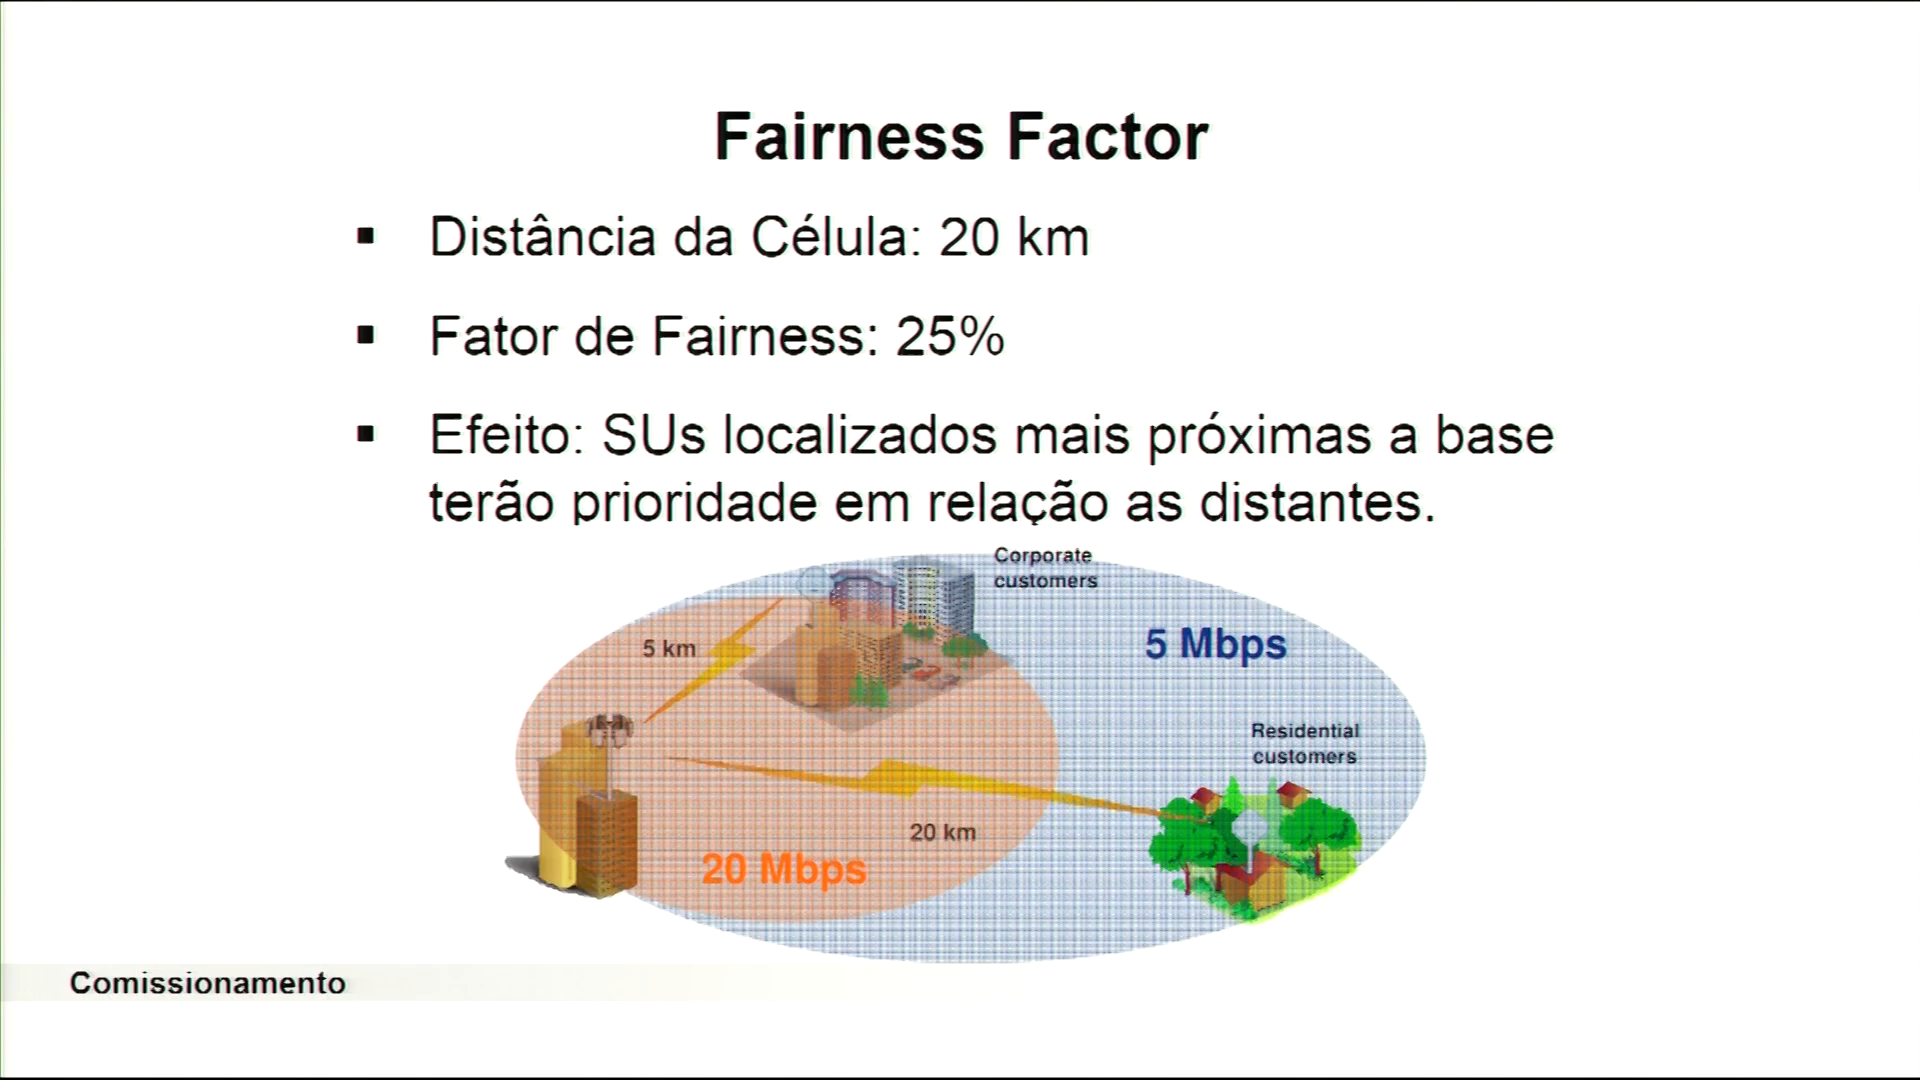 Fairness Factor
▪ Distância da Célula: 20 km
▪ Fator de Fairness: 25%
▪ Efeito: SUs localizados mais próximas a base
terão prioridade em relação as distantes.
Corporate
customers
5 km
5 Mbps
Residential
customers
20 km
20 Mbps
Comissionamento